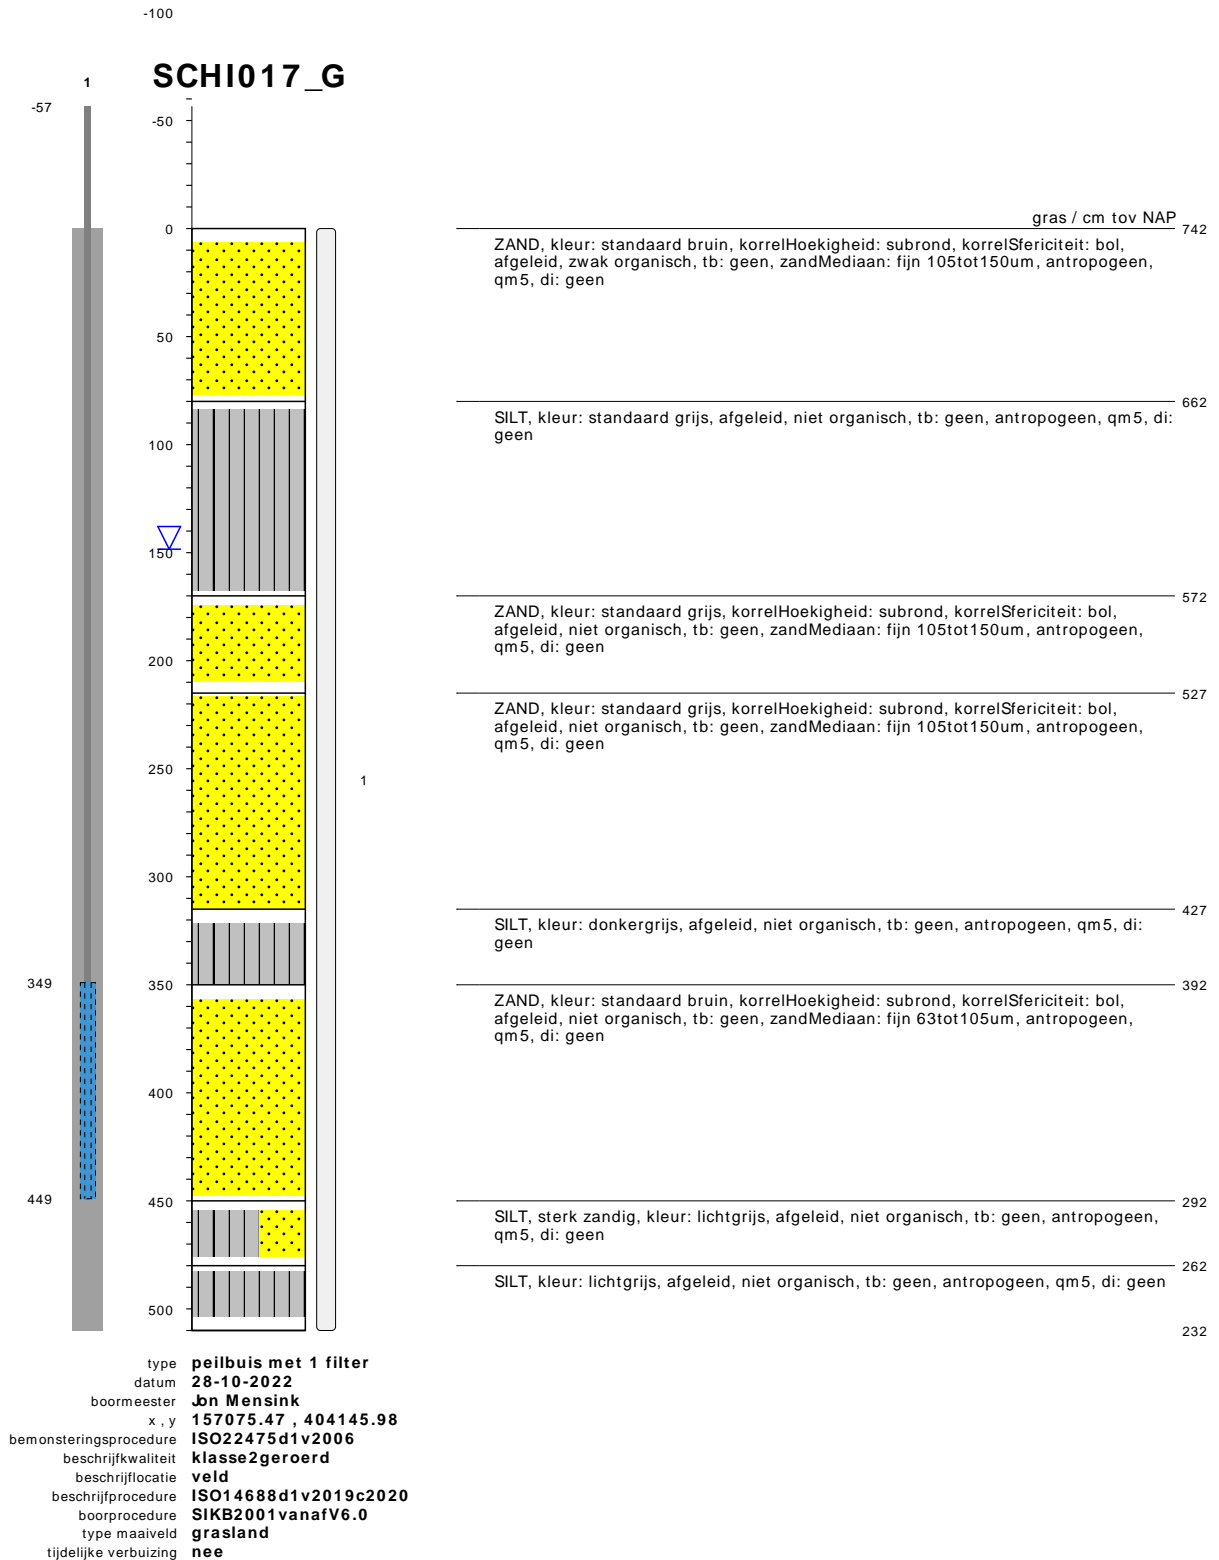 -100
1
SCHI017_G
-57
-50
gras / cm tov NAP
0
742
ZAND, kleur: standaard bruin, korrelHoekigheid: subrond, korrelSfericiteit: bol,
afgeleid, zwak organisch, tb: geen, zandMediaan: fijn 105tot150um, antropogeen,
qm5, di: geen
50
662
SILT, kleur: standaard grijs, afgeleid, niet organisch, tb: geen, antropogeen, qm5, di:
geen
100
150
572
ZAND, kleur: standaard grijs, korrelHoekigheid: subrond, korrelSfericiteit: bol,
afgeleid, niet organisch, tb: geen, zandMediaan: fijn 105tot150um, antropogeen,
qm5, di: geen
200
527
ZAND, kleur: standaard grijs, korrelHoekigheid: subrond, korrelSfericiteit: bol,
afgeleid, niet organisch, tb: geen, zandMediaan: fijn 105tot150um, antropogeen,
qm5, di: geen
250
1
300
427
SILT, kleur: donkergrijs, afgeleid, niet organisch, tb: geen, antropogeen, qm5, di:
geen
349
350
392
ZAND, kleur: standaard bruin, korrelHoekigheid: subrond, korrelSfericiteit: bol,
afgeleid, niet organisch, tb: geen, zandMediaan: fijn 63tot105um, antropogeen,
qm5, di: geen
400
449
450
292
SILT, sterk zandig, kleur: lichtgrijs, afgeleid, niet organisch, tb: geen, antropogeen,
qm5, di: geen
262
SILT, kleur: lichtgrijs, afgeleid, niet organisch, tb: geen, antropogeen, qm5, di: geen
500
232
type peilbuis met 1 filter
datum 28-10-2022
boormeester Jon Mensink
x , y 157075.47 , 404145.98
bemonsteringsprocedure ISO22475d1v2006
beschrijfkwaliteit klasse2geroerd
beschrijflocatie veld
beschrijfprocedure ISO14688d1v2019c2020
boorprocedure SIKB2001vanafV6.0
type maaiveld grasland
tijdelijke verbuizing nee